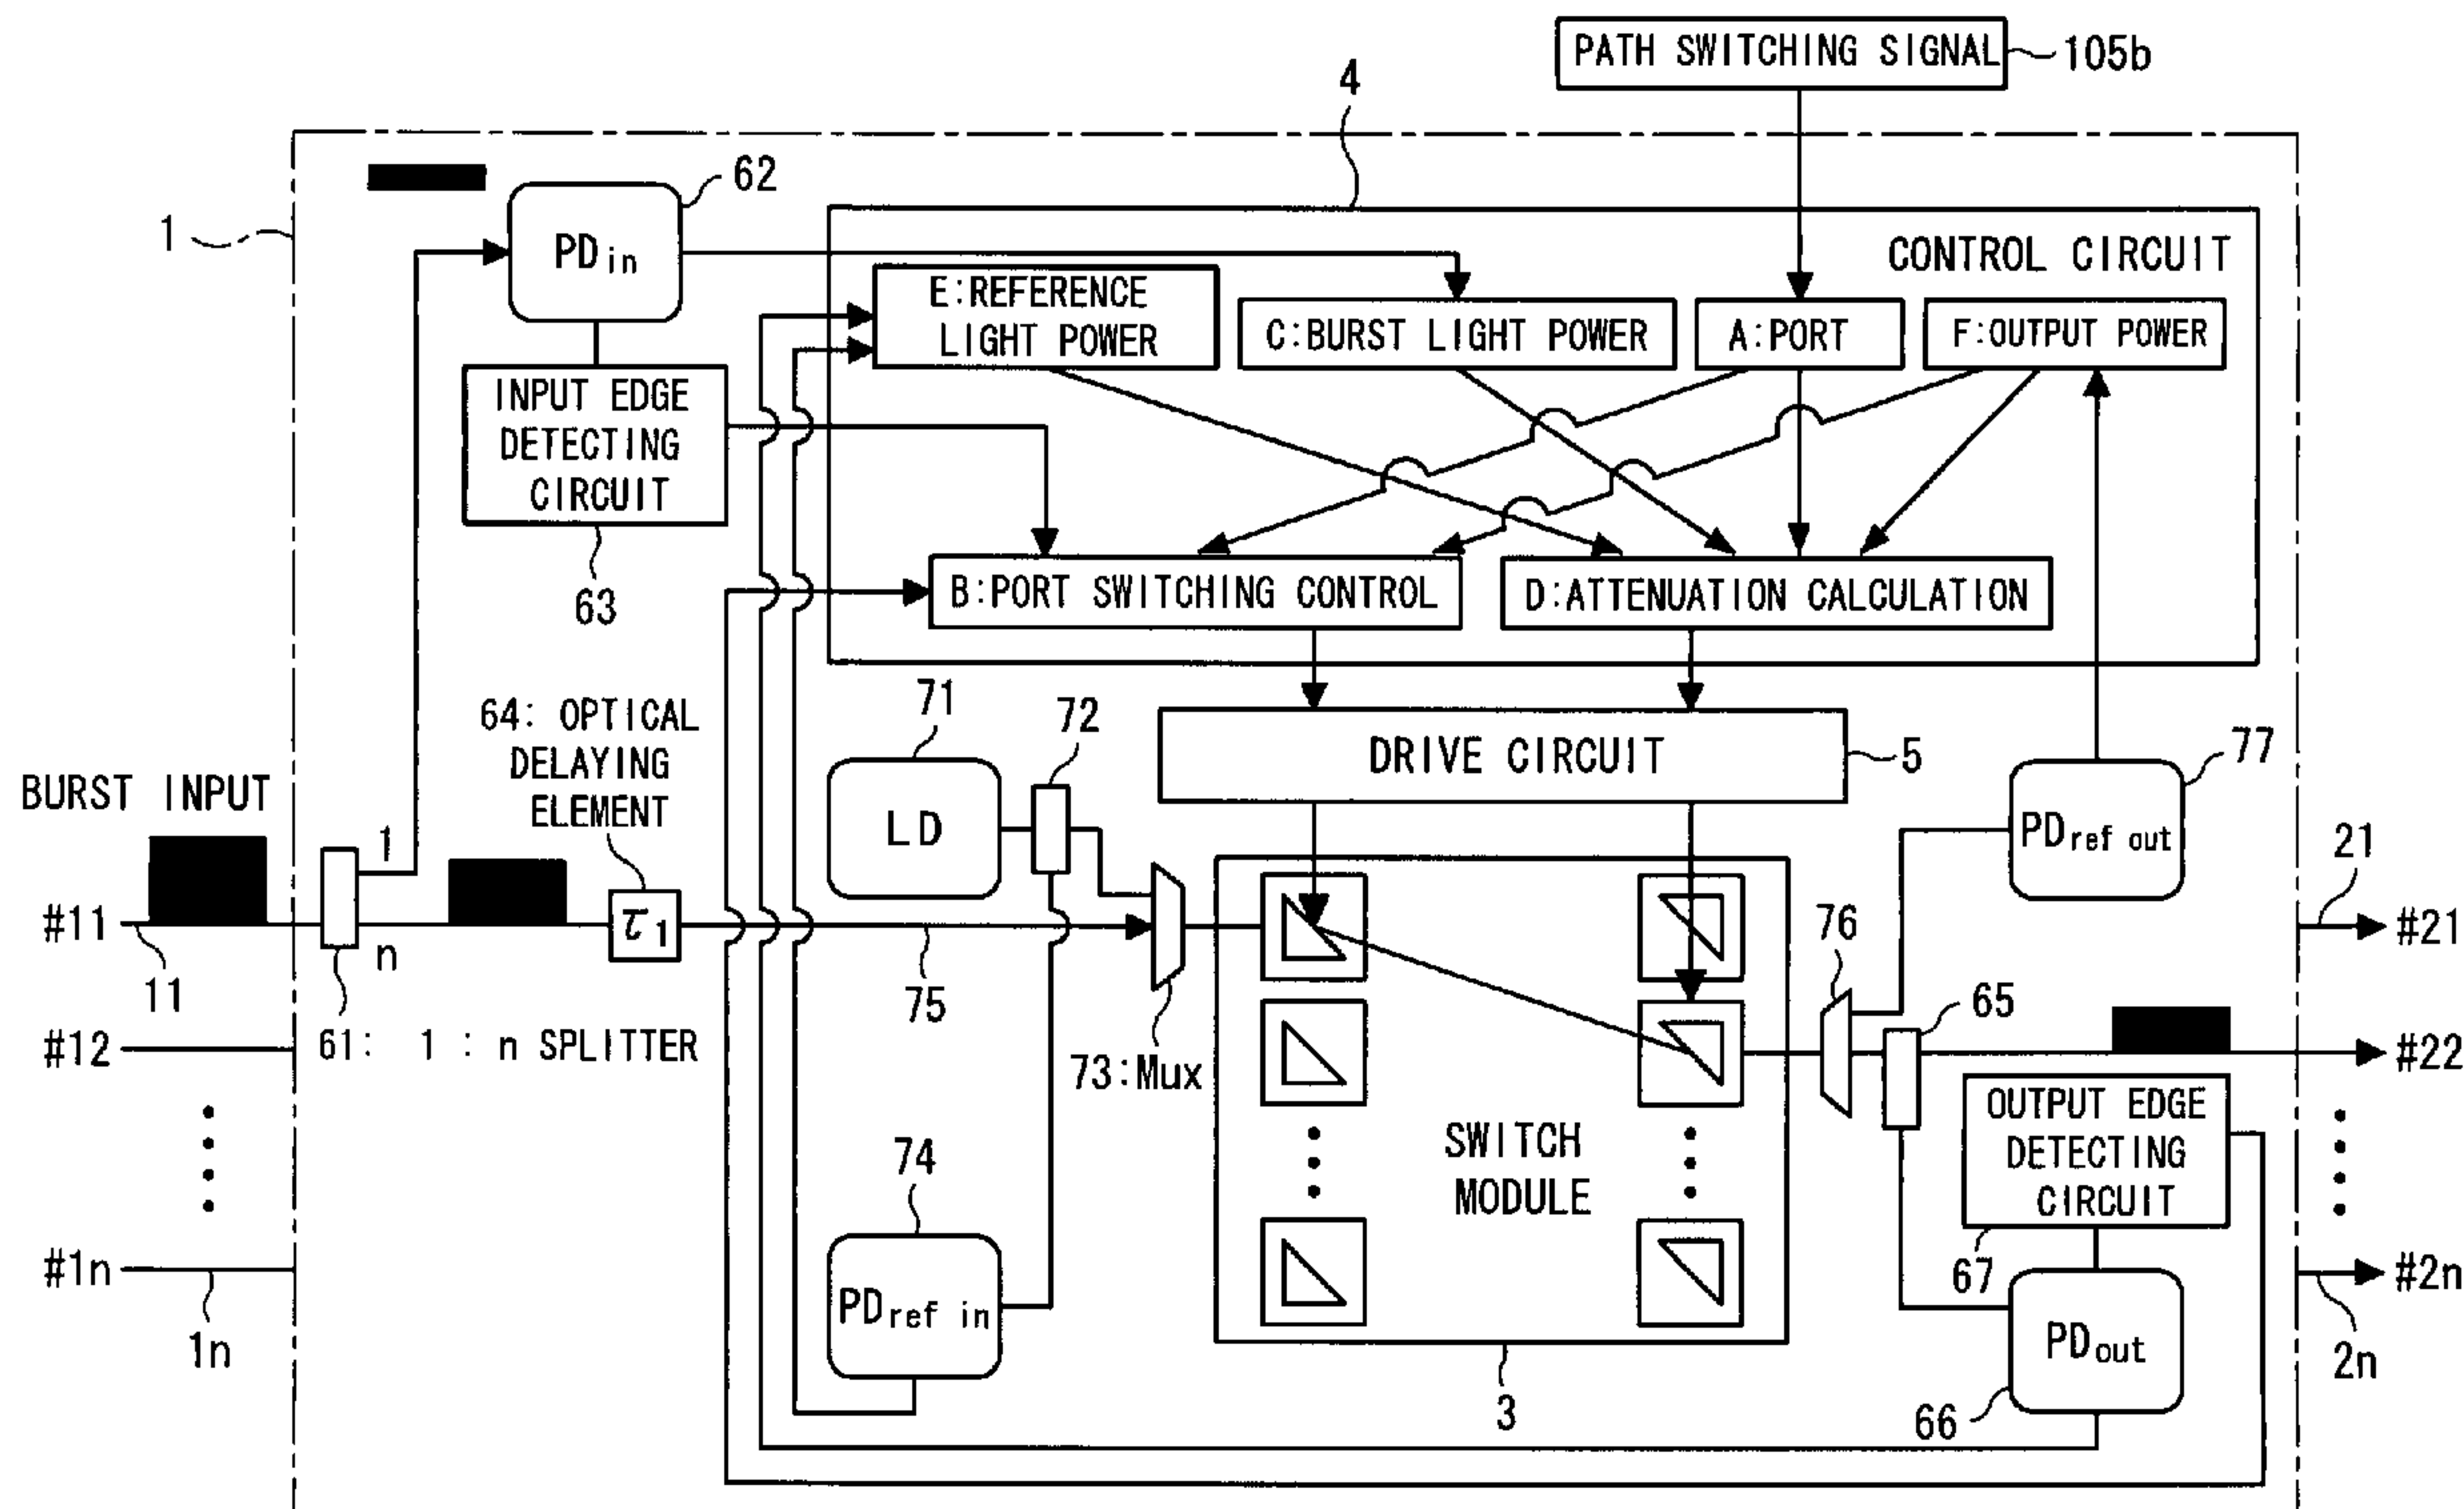 PATH SWITCHING SIGNAL
105b
4
62
1
PDin
CONTROL CIRCUIT
E:REFERENCE
LIGHT POWER
C:BURST LIGHT POWER
A:PORT
F:OUTPUT POWER
INPUT EDGE
DETECTING
CIRCUIT
63
B:PORT SWITCHING CONTROL
D:ATTENUATION CALCULATION
64: OPTICAL
DELAYING
ELEMENT
71
72
DRIVE CIRCUIT
5
77
BURST INPUT
1
LD
PDref out
21
#11
n
τ1
76
#21
11
75
65
#12
61: 1 : n SPLITTER
73:Mux
#22
OUTPUT EDGE
DETECTING
CIRCUIT
SWITCH
MODULE
74
#1n
PDref in
67
#2n
1n
PDout
2n
3
66